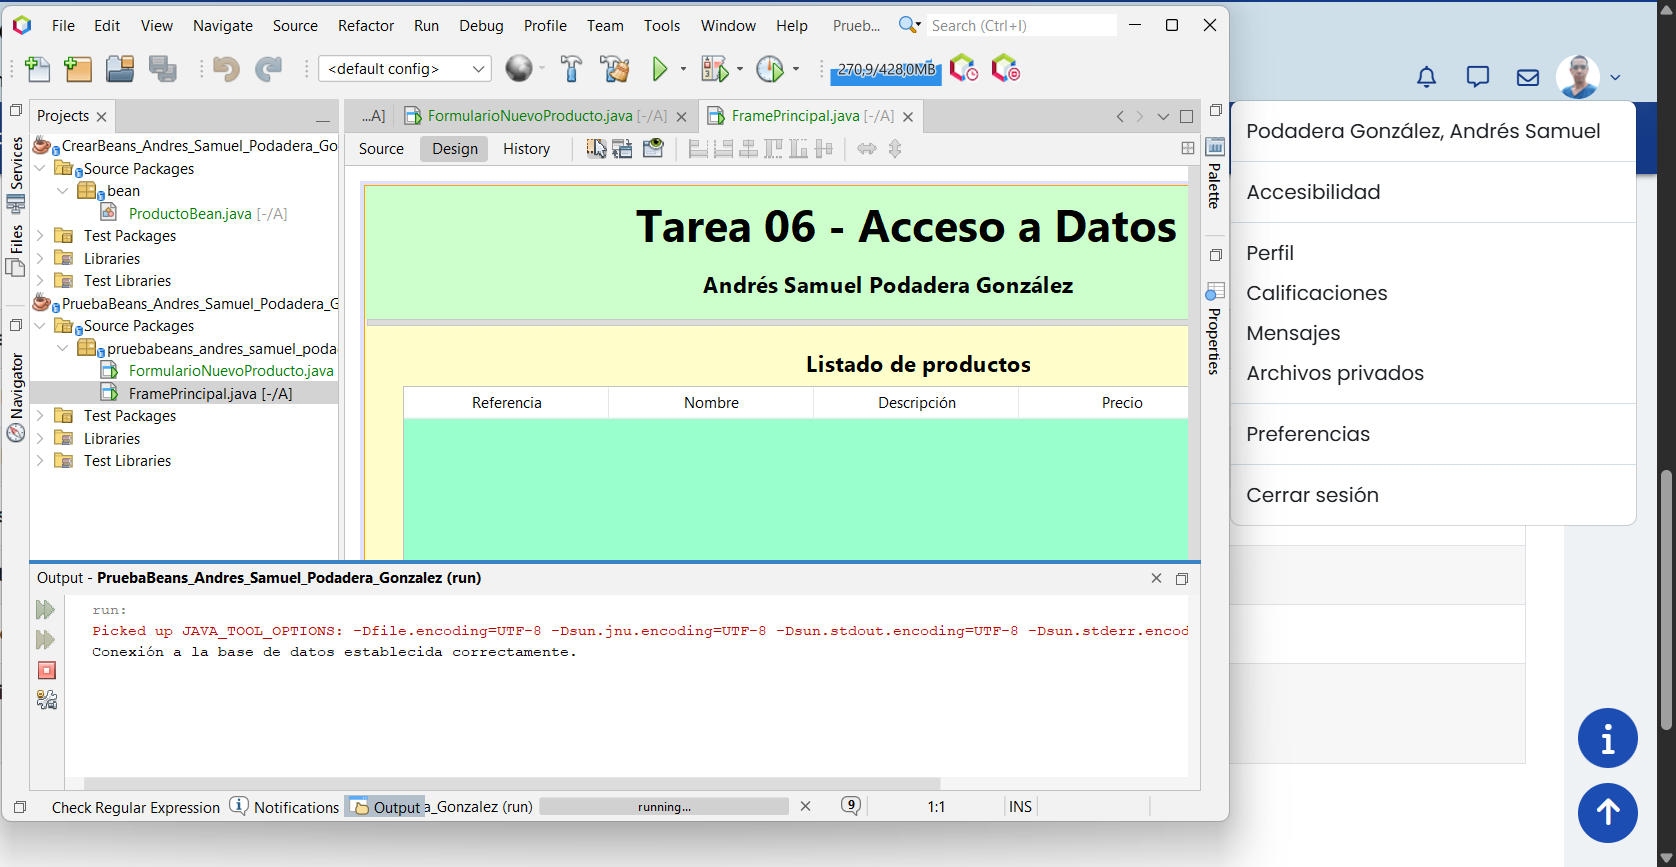 File Edit View Navigate Source Refactor Run Debug Profile Team Tools Window Help Prueb... Search (Ctrl+I)
<default config> 270,9/428,0MB
Projects
...A] FormularioNuevoProducto.java [-/A] FramePrincipal.java [-/A]
Source Design History
Services
Files
Navigator
CrearBeans_Andres_Samuel_Podadera_Go
Source Packages
bean
ProductoBean.java [-/A]
Test Packages
Libraries
Test Libraries
PruebaBeans_Andres_Samuel_Podadera_G
Source Packages
pruebabeans_andres_samuel_poda
FormularioNuevoProducto.java
FramePrincipal.java [-/A]
Test Packages
Libraries
Test Libraries
Tarea 06 - Acceso a Datos
Andrés Samuel Podadera González
Listado de productos
Referencia Nombre Descripción Precio
Palette
Properties
Output - PruebaBeans_Andres_Samuel_Podadera_Gonzalez (run)
run:
Picked up JAVA_TOOL_OPTIONS: -Dfile.encoding=UTF-8 -Dsun.jnu.encoding=UTF-8 -Dsun.stdout.encoding=UTF-8 -Dsun.stderr.encod
Conexión a la base de datos establecida correctamente.
Check Regular Expression Notifications Output a_Gonzalez (run) running... 9 1:1 INS
Podadera González, Andrés Samuel
Accesibilidad
Perfil
Calificaciones
Mensajes
Archivos privados
Preferencias
Cerrar sesión